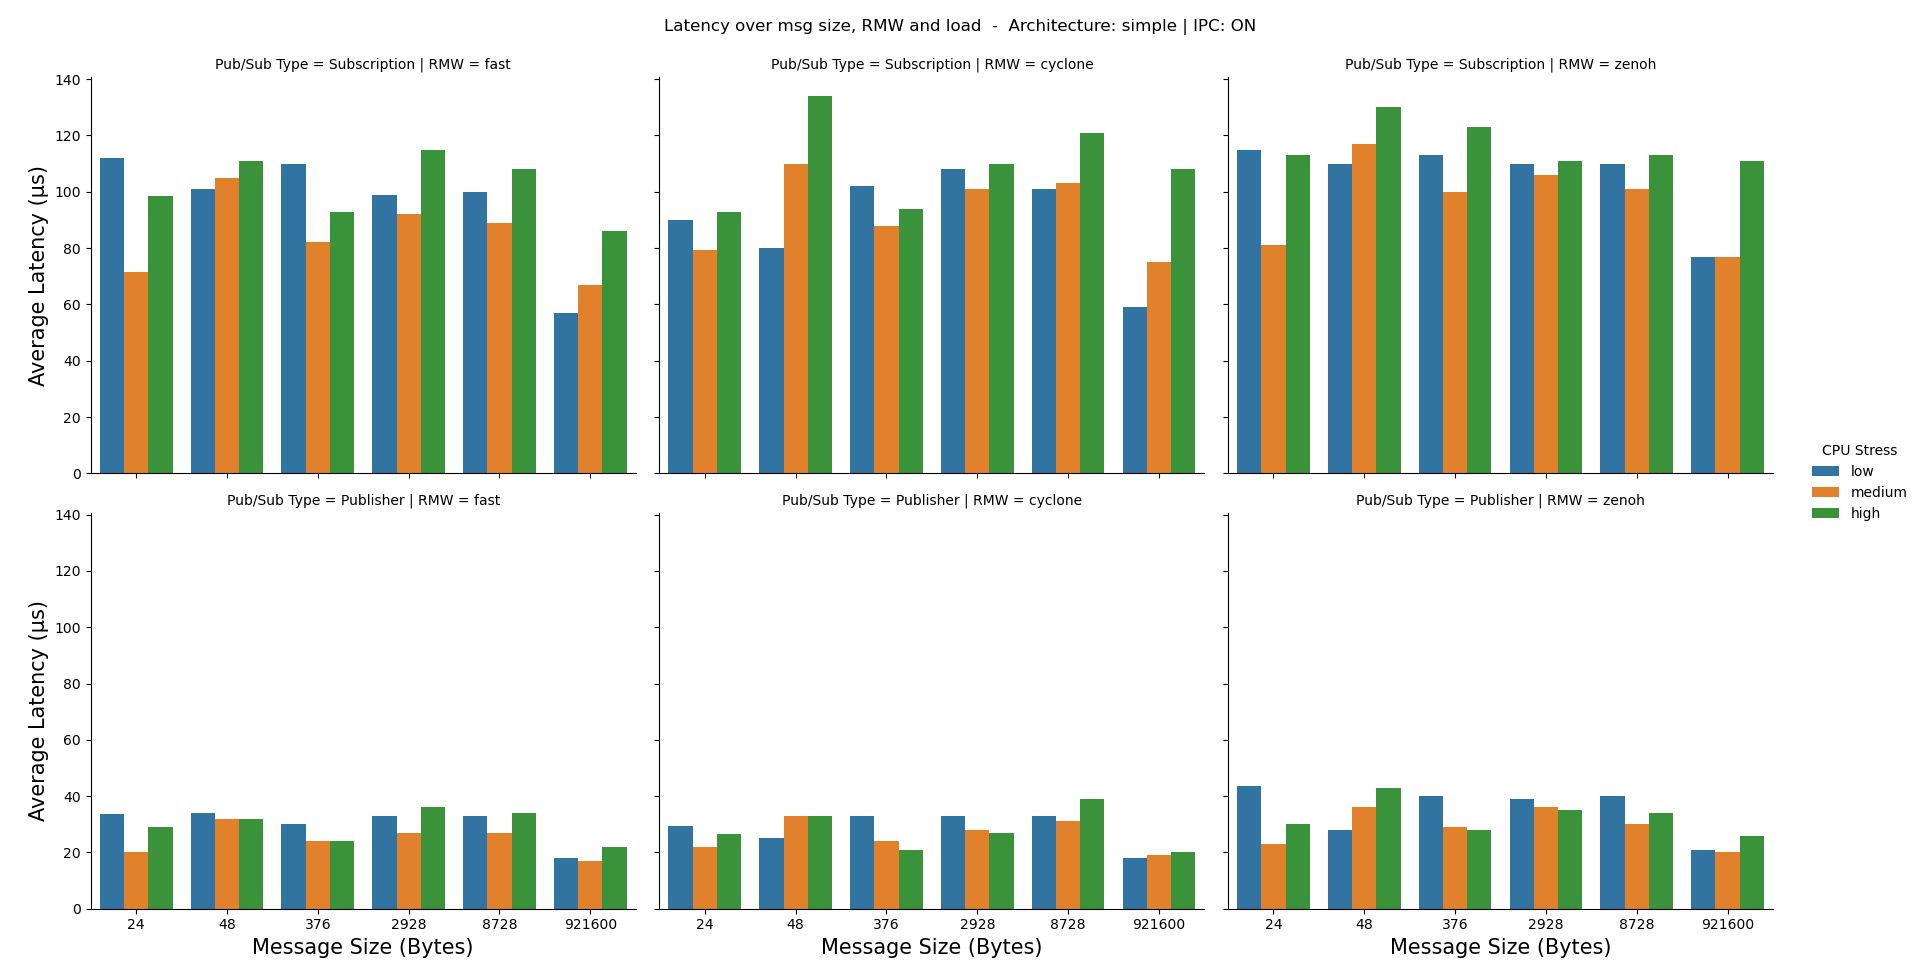 Latency over msg size, RMW and load  -  Architecture: simple | IPC: ON
Pub/Sub Type = Subscription | RMW = fast
Pub/Sub Type = Subscription | RMW = cyclone
Pub/Sub Type = Subscription | RMW = zenoh
140
120
100
80
60
40
20
0
Average Latency (µs)
CPU Stress
low
medium
high
Pub/Sub Type = Publisher | RMW = fast
Pub/Sub Type = Publisher | RMW = cyclone
Pub/Sub Type = Publisher | RMW = zenoh
140
120
100
80
60
40
20
0
Average Latency (µs)
24 48 376 2928 8728 921600
24 48 376 2928 8728 921600
24 48 376 2928 8728 921600
Message Size (Bytes)
Message Size (Bytes)
Message Size (Bytes)